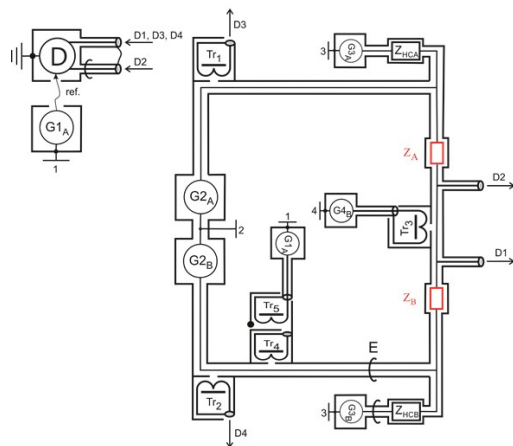 D3
D1, D3, D4
D
D2
ref.
G1A
1
Tr1
3
G3A
ZHCA
ZA
D2
G2A
4
G4B
Tr3
2
1
G1A
G2B
D1
ZB
Tr5
Tr4
E
Tr2
3
G3B
ZHCB
D4